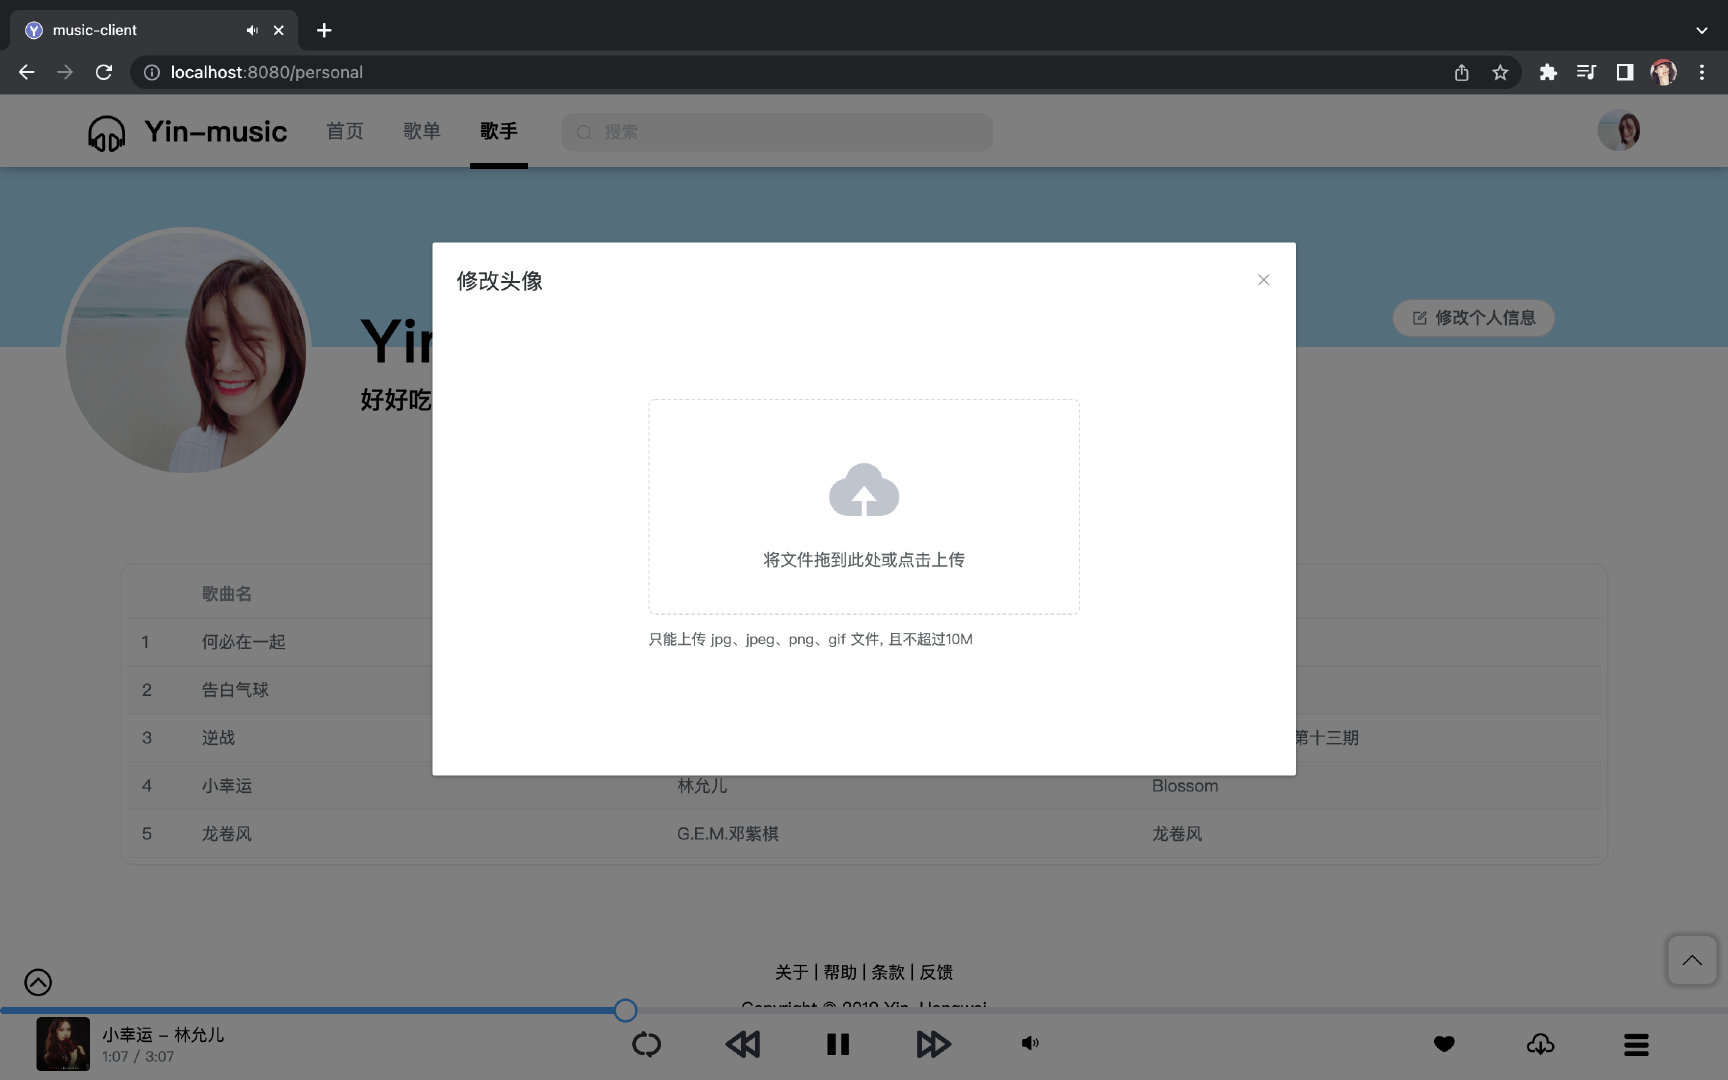 music-client
localhost:8080/personal
Yin-music 首页 歌单 歌手 搜索
修改头像
修改个人信息
Yin
好好吃
将文件拖到此处或点击上传
只能上传 jpg、jpeg、png、gif 文件, 且不超过10M
歌曲名
1 何必在一起
2 告白气球
3 逆战 第十三期
4 小幸运 林允儿 Blossom
5 龙卷风 G.E.M.邓紫棋 龙卷风
关于 | 帮助 | 条款 | 反馈
Copyright © 2019 Yin-Hongwei
小幸运 – 林允儿
1:07 / 3:07